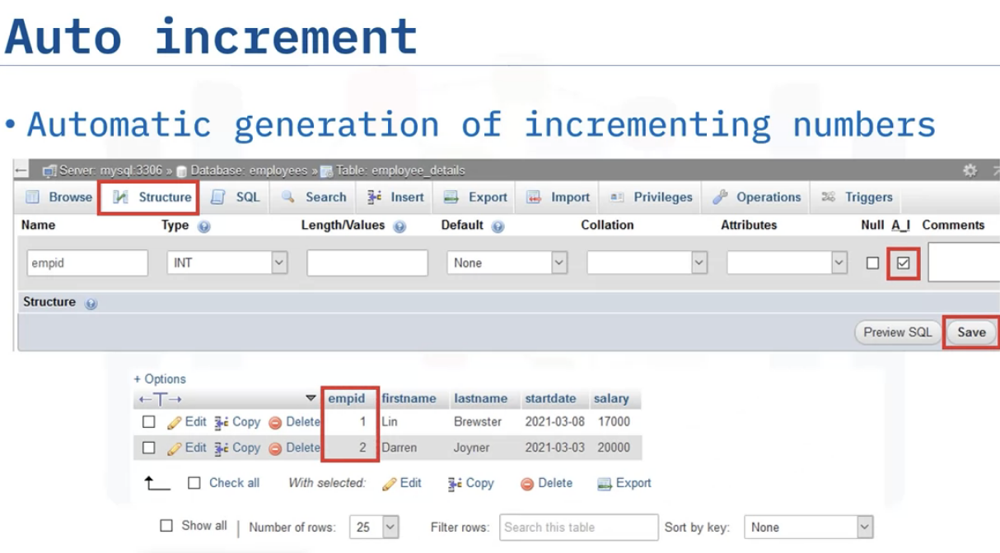 Auto increment
• Automatic generation of incrementing numbers
Server: mysql:3306 » Database: employees » Table: employee_details
Browse Structure SQL Search Insert Export Import Privileges Operations Triggers
Name Type Length/Values Default Collation Attributes Null A_I Comments
empid INT None
Structure
Preview SQL Save
+ Options
←T→ empid firstname lastname startdate salary
Edit Copy Delete 1 Lin Brewster 2021-03-08 17000
Edit Copy Delete 2 Darren Joyner 2021-03-03 20000
Check all With selected: Edit Copy Delete Export
Show all | Number of rows: 25 Filter rows: Search this table Sort by key: None